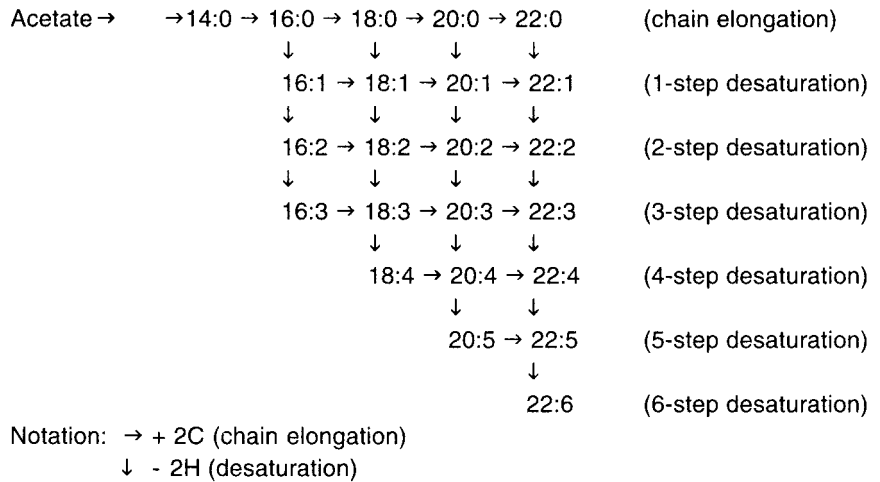 Acetate → →14:0 → 16:0 → 18:0 → 20:0 → 22:0 (chain elongation)
↓ ↓ ↓ ↓
16:1 → 18:1 → 20:1 → 22:1 (1-step desaturation)
↓ ↓ ↓ ↓
16:2 → 18:2 → 20:2 → 22:2 (2-step desaturation)
↓ ↓ ↓ ↓
16:3 → 18:3 → 20:3 → 22:3 (3-step desaturation)
↓ ↓ ↓
18:4 → 20:4 → 22:4 (4-step desaturation)
↓ ↓
20:5 → 22:5 (5-step desaturation)
↓
22:6 (6-step desaturation)
Notation: → + 2C (chain elongation)
↓ - 2H (desaturation)